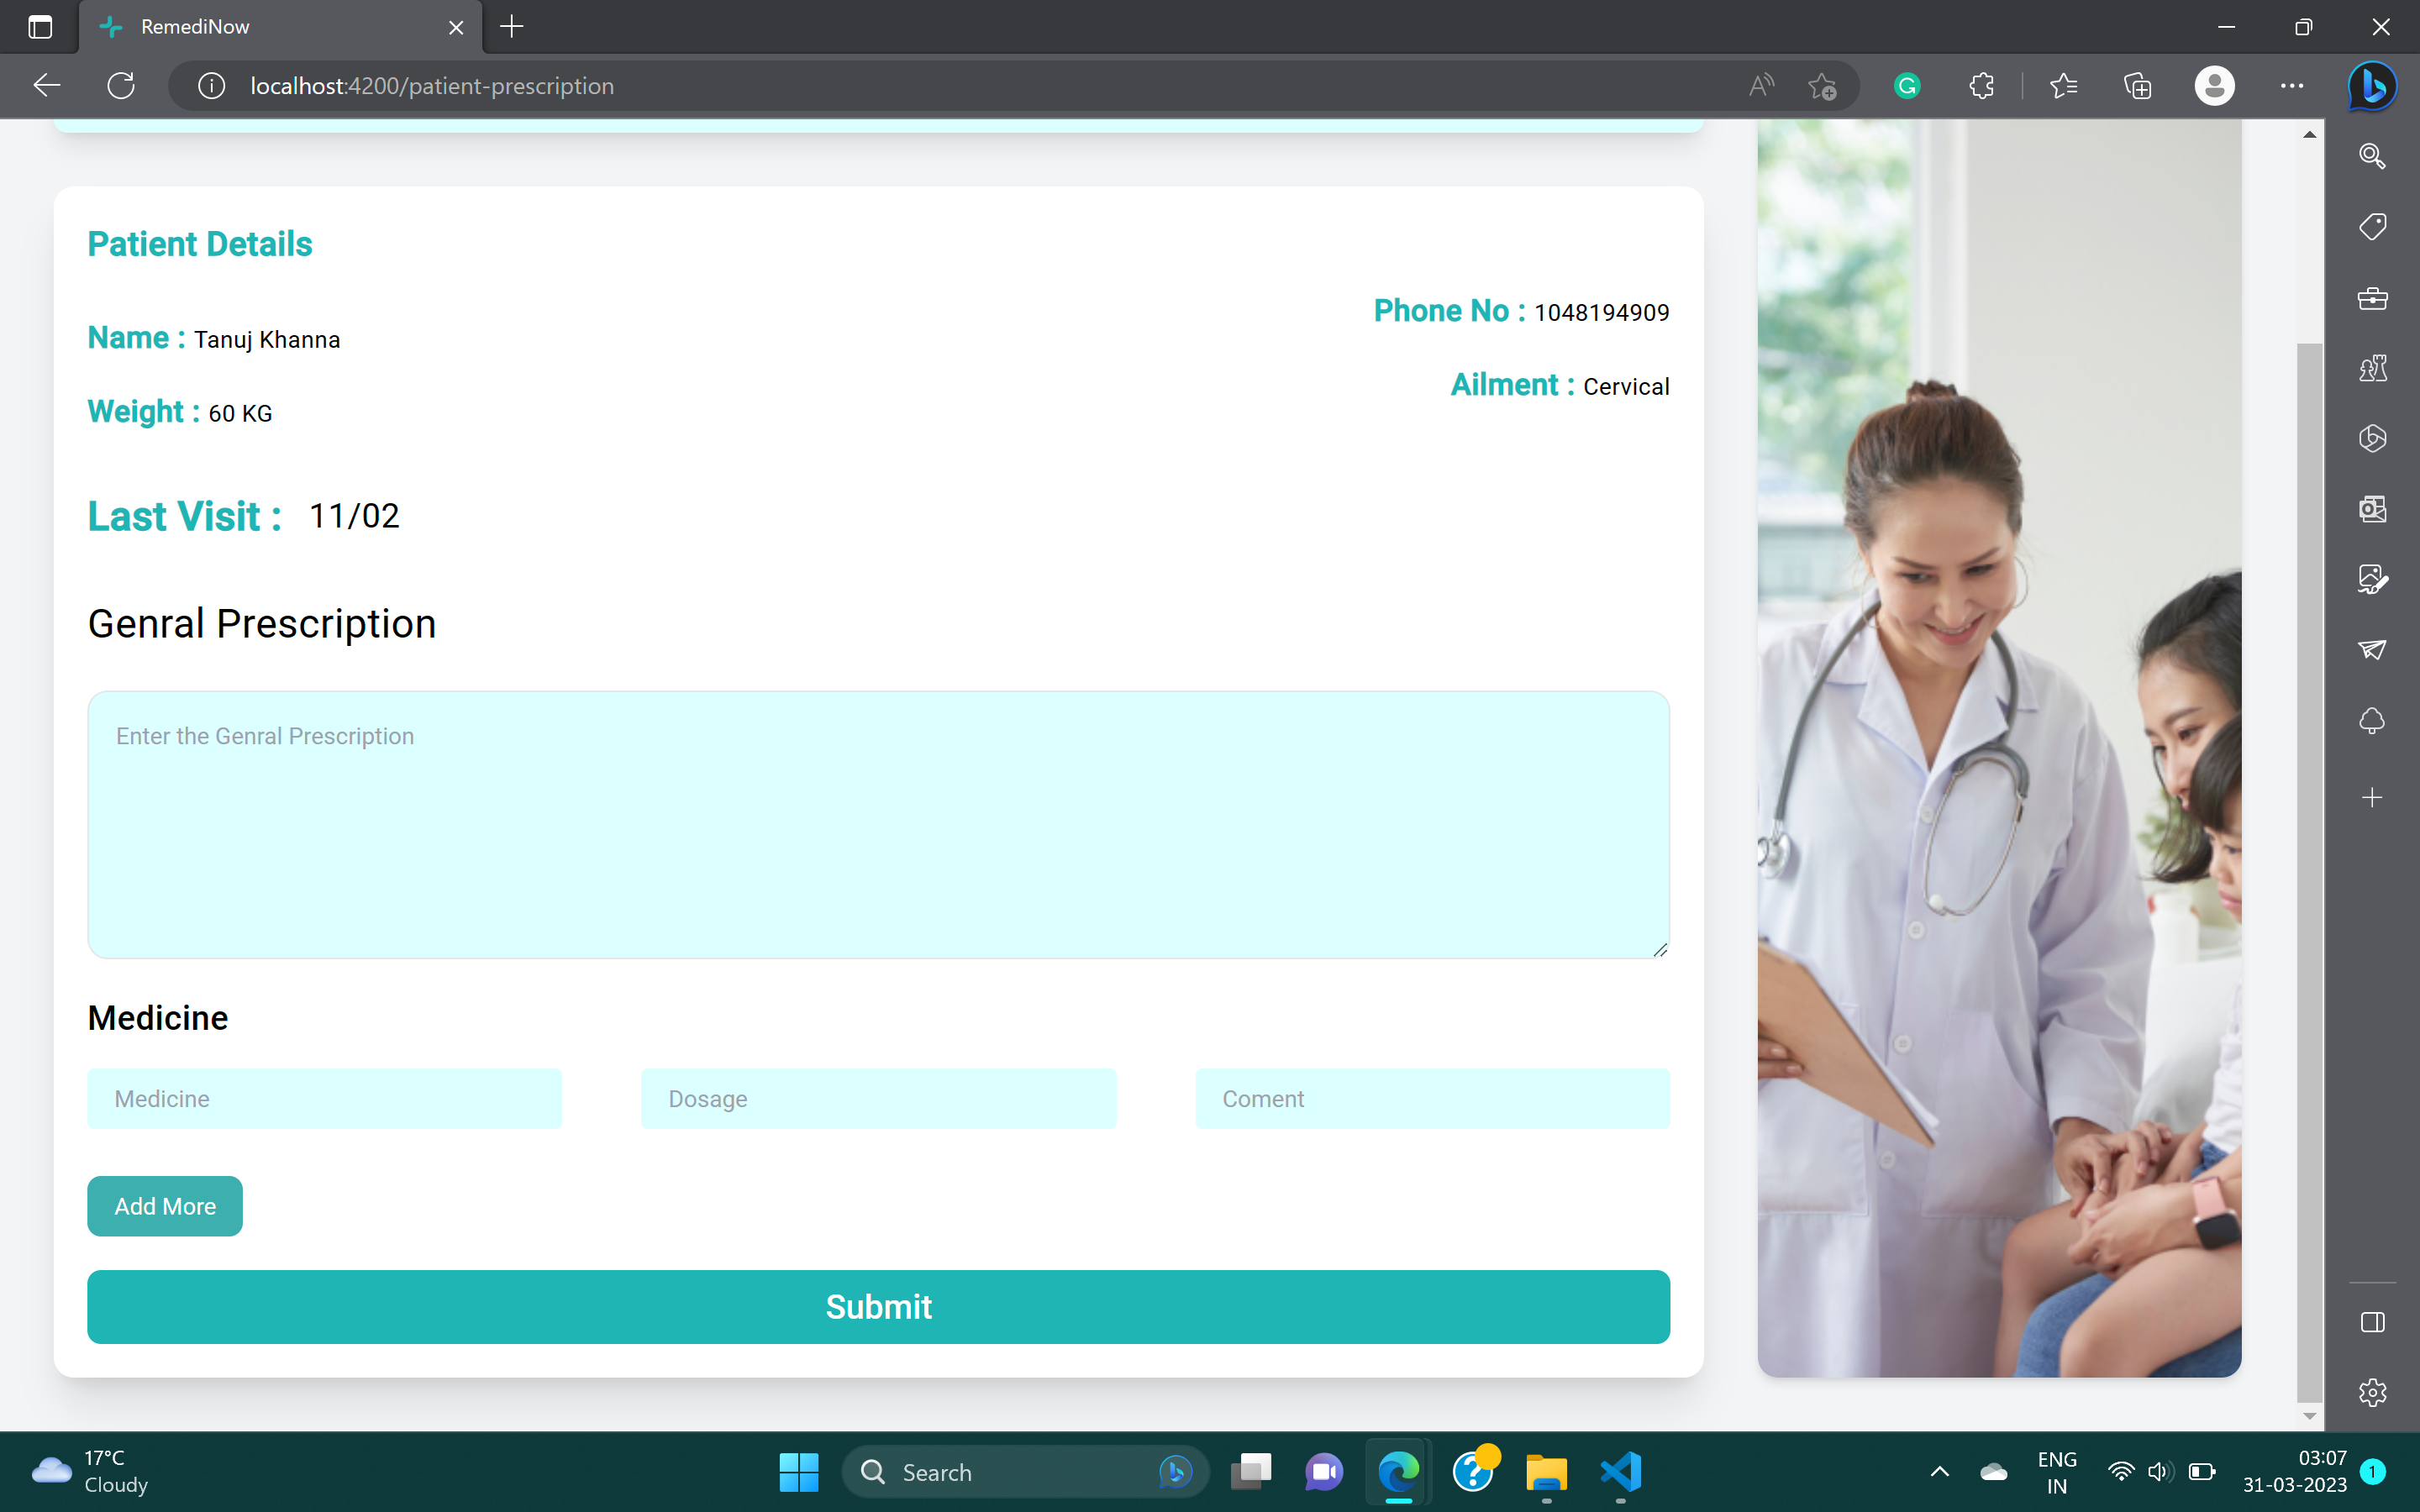 RemediNow
localhost:4200/patient-prescription
Patient Details
Phone No : 1048194909
Name : Tanuj Khanna
Ailment : Cervical
Weight : 60 KG
Last Visit : 11/02
Genral Prescription
Enter the Genral Prescription
Medicine
Medicine Dosage Coment
Add More
Submit
17°C
Cloudy
Search
ENG
IN
03:07
31-03-2023
1